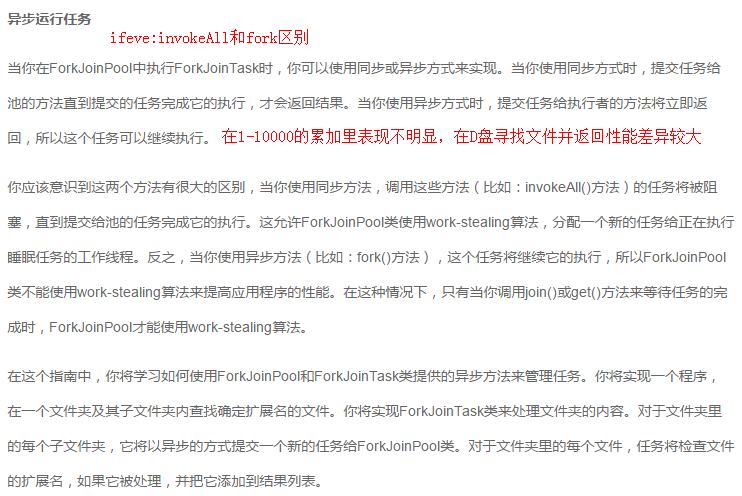 异步运行任务
ifeve:invokeAll和fork区别
当你在ForkJoinPool中执行ForkJoinTask时，你可以使用同步或异步方式来实现。当你使用同步方式时，提交任务给
池的方法直到提交的任务完成它的执行，才会返回结果。当你使用异步方式时，提交任务给执行者的方法将立即返
回，所以这个任务可以继续执行。 在1-10000的累加里表现不明显，在D盘寻找文件并返回性能差异较大
你应该意识到这两个方法有很大的区别，当你使用同步方法，调用这些方法（比如：invokeAll()方法）的任务将被阻
塞，直到提交给池的任务完成它的执行。这允许ForkJoinPool类使用work-stealing算法，分配一个新的任务给正在执行
睡眠任务的工作线程。反之，当你使用异步方法（比如：fork()方法），这个任务将继续它的执行，所以ForkJoinPool
类不能使用work-stealing算法来提高应用程序的性能。在这种情况下，只有当你调用join()或get()方法来等待任务的完
成时，ForkJoinPool才能使用work-stealing算法。
在这个指南中，你将学习如何使用ForkJoinPool和ForkJoinTask类提供的异步方法来管理任务。你将实现一个程序，
在一个文件夹及其子文件夹内查找确定扩展名的文件。你将实现ForkJoinTask类来处理文件夹的内容。对于文件夹里
的每个子文件夹，它将以异步的方式提交一个新的任务给ForkJoinPool类。对于文件夹里的每个文件，任务将检查文件
的扩展名，如果它被处理，并把它添加到结果列表。